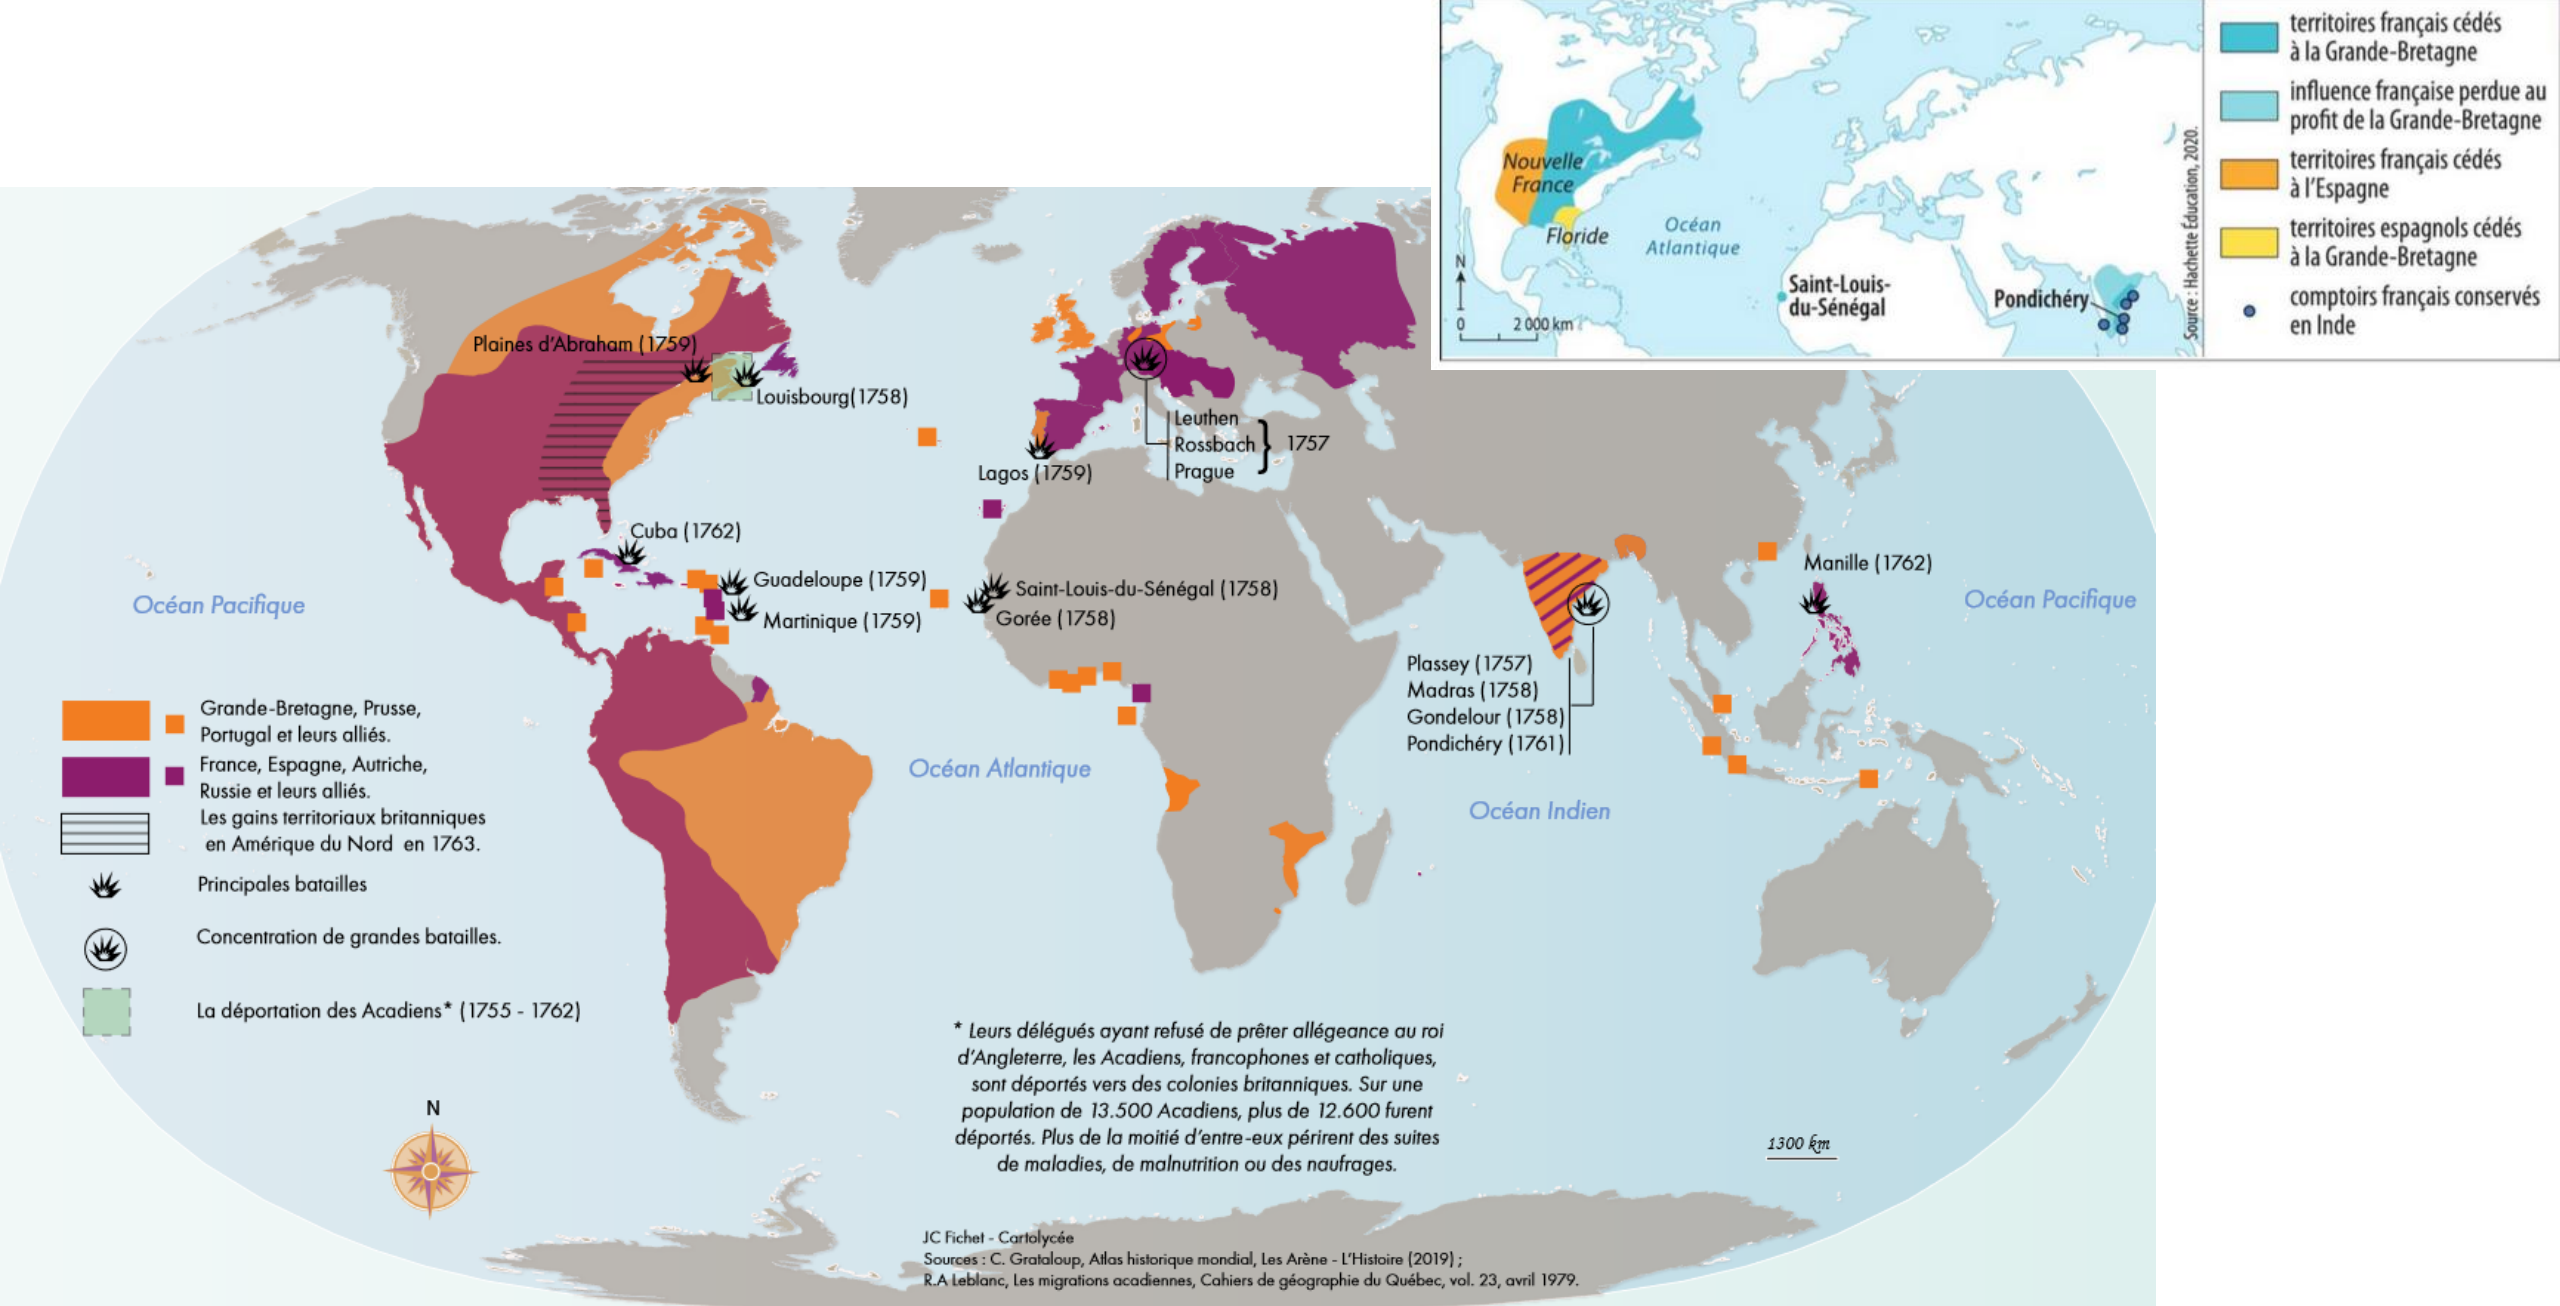 territoires français cédés
à la Grande-Bretagne
influence française perdue au
profit de la Grande-Bretagne
territoires français cédés
à l'Espagne
territoires espagnols cédés
à la Grande-Bretagne
comptoirs français conservés
en Inde
Source : Hachette Éducation, 2020.
Nouvelle
France
Floride
Océan
Atlantique
Saint-Louis-
du-Sénégal
Pondichéry
N
0 2 000 km
Plaines d'Abraham (1759)
Louisbourg(1758)
Leuthen
Rossbach
Prague
} 1757
Lagos (1759)
Cuba (1762)
Guadeloupe (1759)
Martinique (1759)
Saint-Louis-du-Sénégal (1758)
Gorée (1758)
Manille (1762)
Océan Pacifique
Océan Pacifique
Plassey (1757)
Madras (1758)
Gondelour (1758)
Pondichéry (1761)
Océan Atlantique
Océan Indien
Grande-Bretagne, Prusse,
Portugal et leurs alliés.
France, Espagne, Autriche,
Russie et leurs alliés.
Les gains territoriaux britanniques
en Amérique du Nord en 1763.
Principales batailles
Concentration de grandes batailles.
La déportation des Acadiens* (1755 - 1762)
N
* Leurs délégués ayant refusé de prêter allégeance au roi
d'Angleterre, les Acadiens, francophones et catholiques,
sont déportés vers des colonies britanniques. Sur une
population de 13.500 Acadiens, plus de 12.600 furent
déportés. Plus de la moitié d'entre-eux périrent des suites
de maladies, de malnutrition ou des naufrages.
1300 km
JC Fichet - Cartolycée
Sources : C. Grataloup, Atlas historique mondial, Les Arène - L'Histoire (2019) ;
R.A Leblanc, Les migrations acadiennes, Cahiers de géographie du Québec, vol. 23, avril 1979.